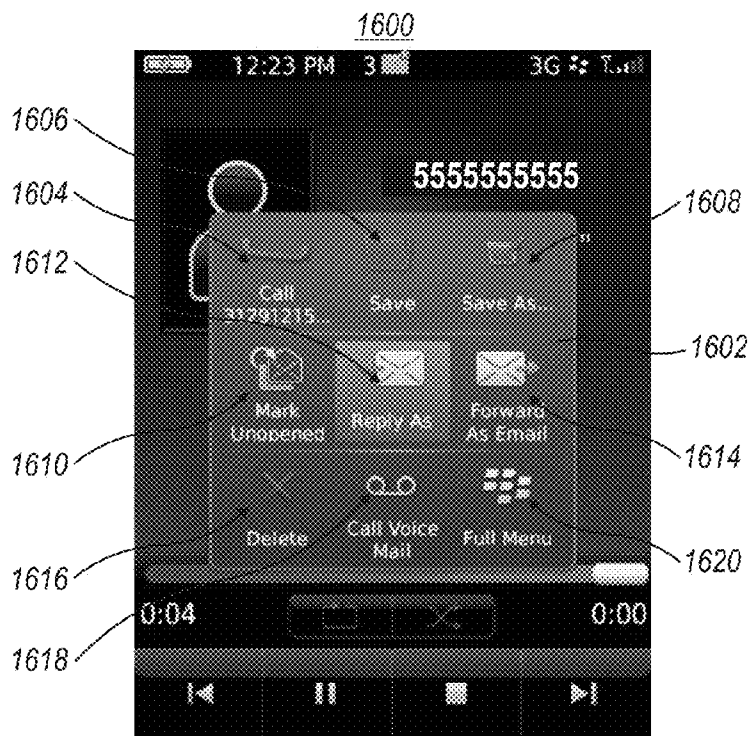 1600
12:23 PM 3 3G
1606
5555555555
1604
1608
1612
Call
31291215...
Save
Save As...
1602
Mark
Unopened
Reply As
Forward
As Email
1610
1614
Delete
Call Voice
Mail
Full Menu
1616
1620
0:04
0:00
1618